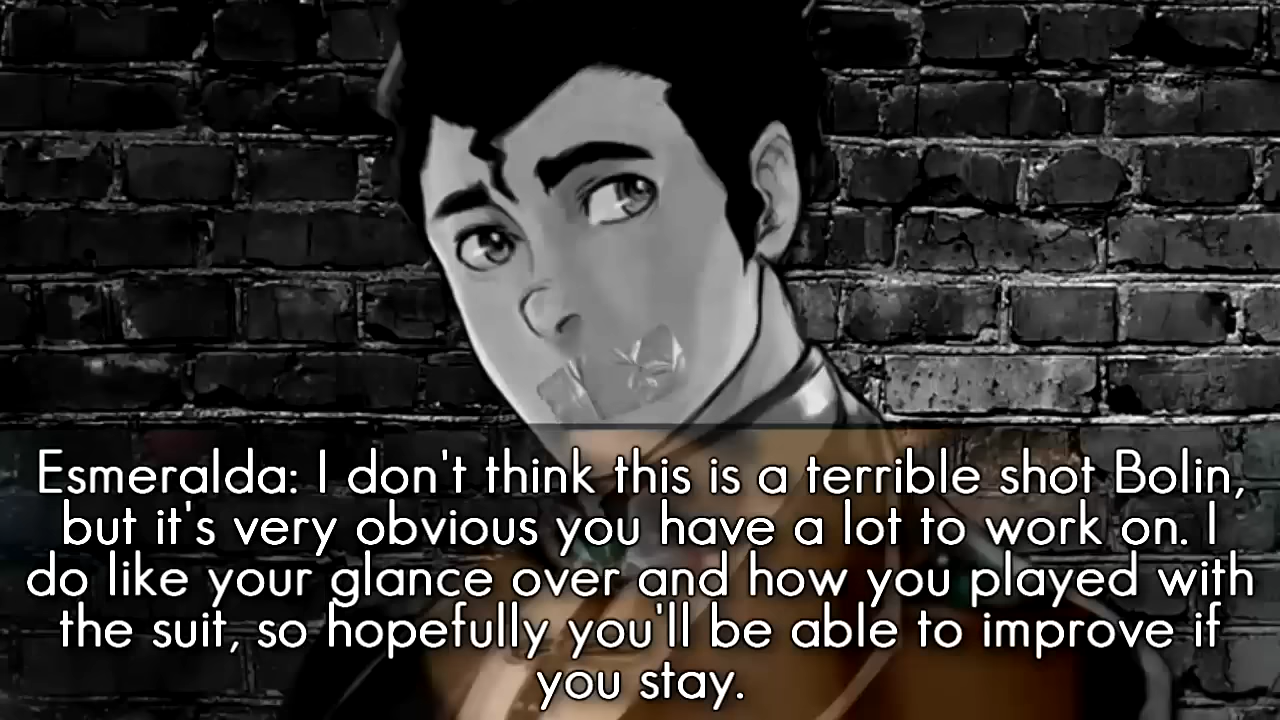 Esmeralda: I don't think this is a terrible shot Bolin,
but it's very obvious you have a lot to work on. I
do like your glance over and how you played with
the suit, so hopefully you'll be able to improve if
you stay.